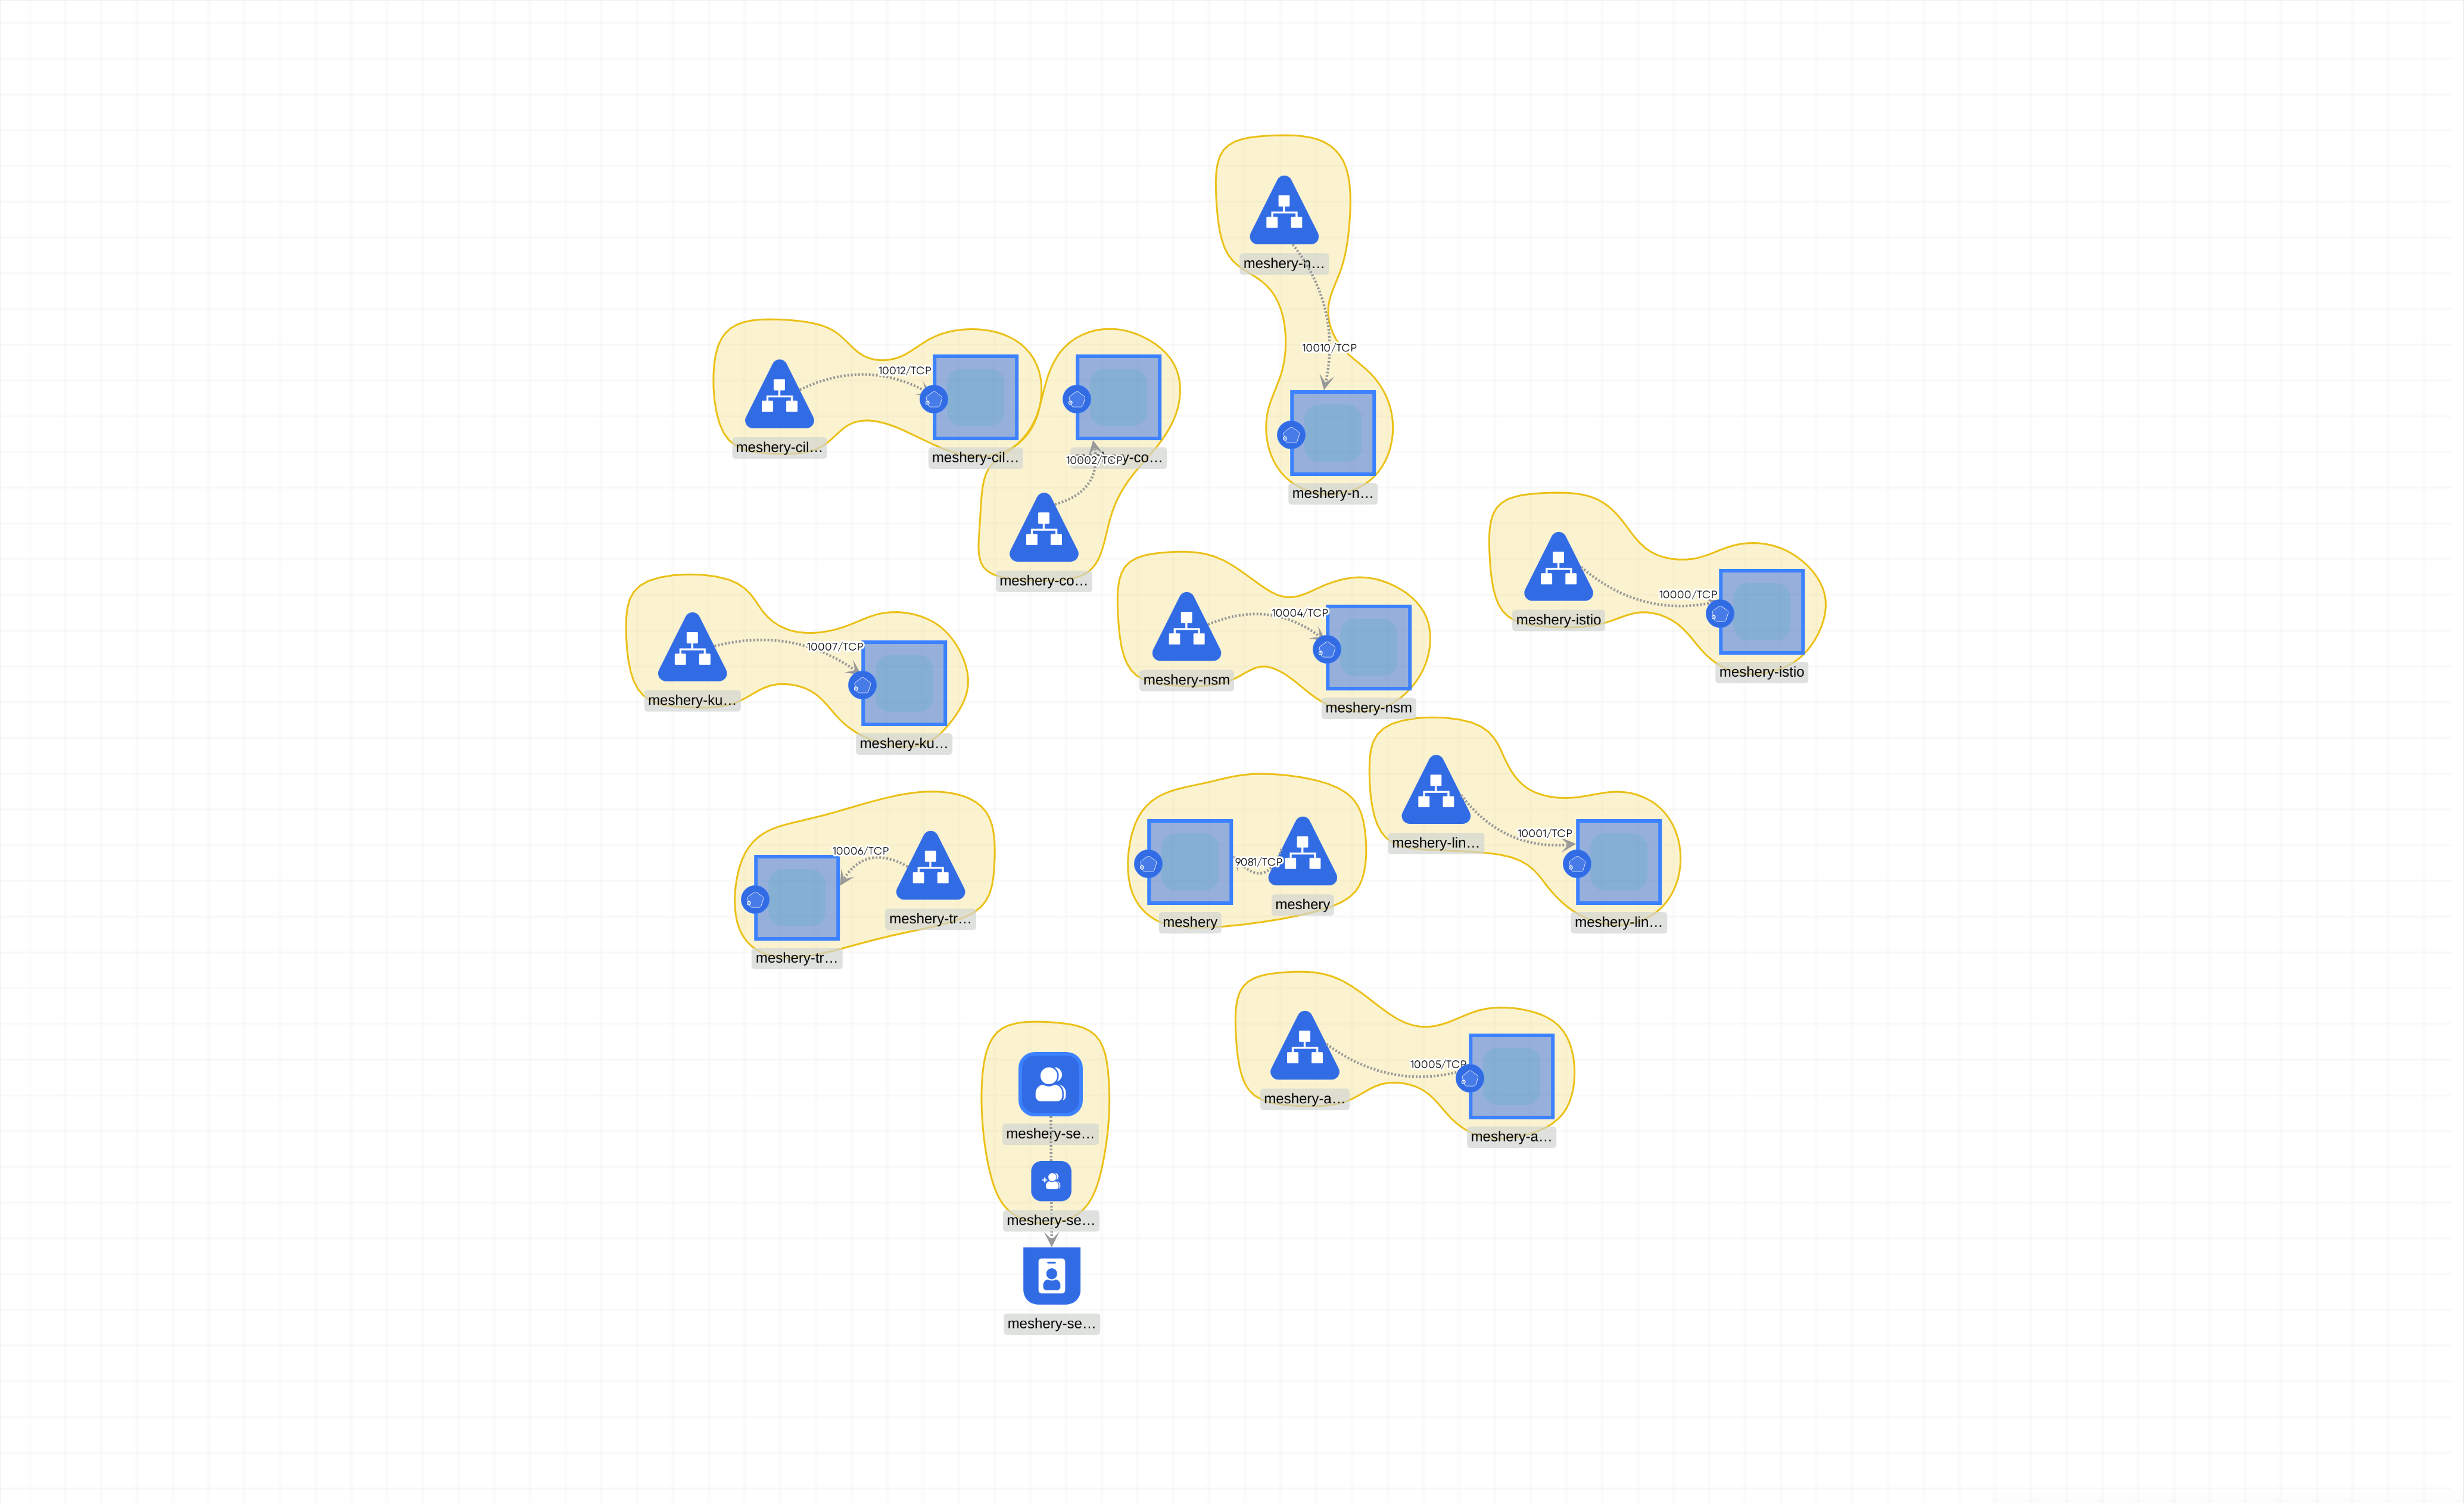 meshery-n…
10010/TCP
meshery-n…
10012/TCP
meshery-cil…
meshery-cil…
10002/TCP
y-co…
meshery-co…
meshery-istio
10000/TCP
meshery-istio
10004/TCP
meshery-nsm
meshery-nsm
10007/TCP
meshery-ku…
meshery-ku…
10001/TCP
meshery-lin…
meshery-lin…
10006/TCP
meshery-tr…
meshery-tr…
9081/TCP
meshery
meshery
10005/TCP
meshery-a…
meshery-a…
meshery-se…
meshery-se…
meshery-se…